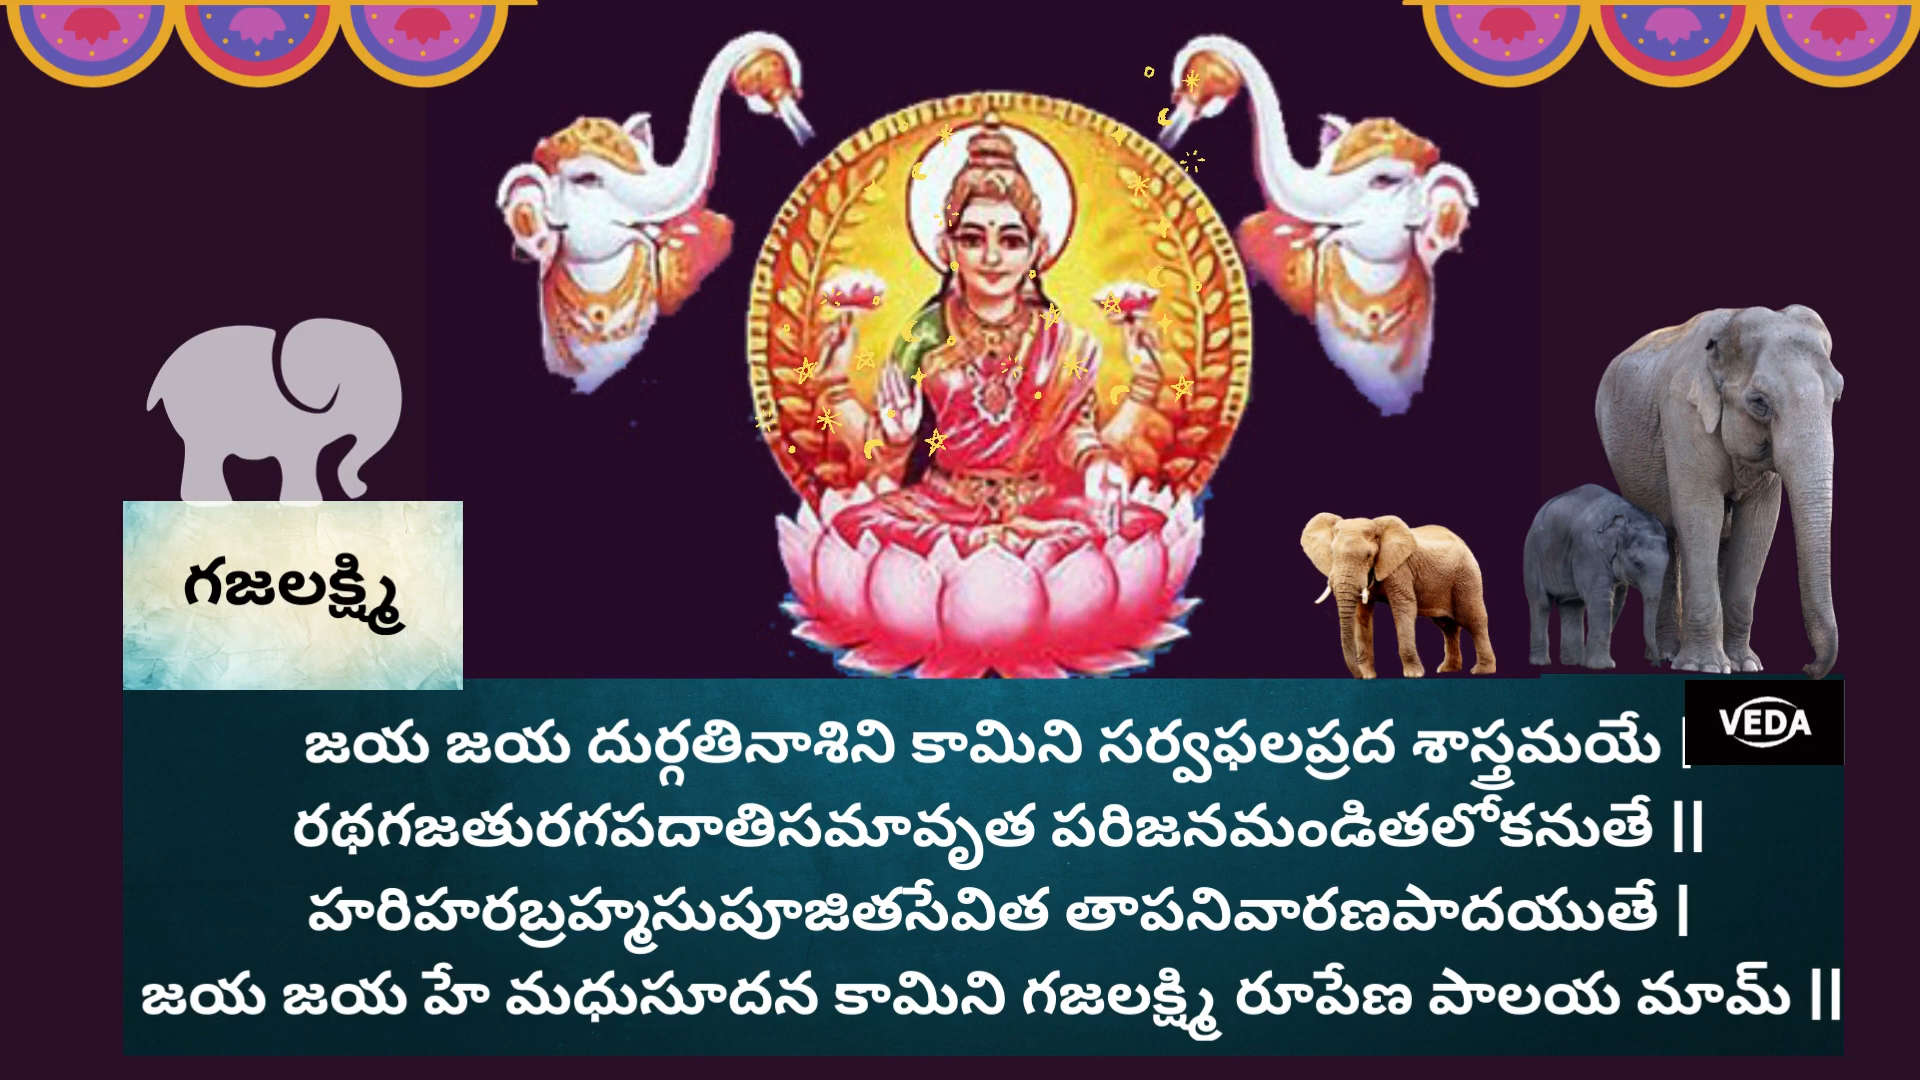 గజలక్ష్మి
VEDA
జయ జయ దుర్గతినాశిని కామిని సర్వఫలప్రద శాస్త్రమయే |
రథగజతురగపదాతిసమావృత పరిజనమండితలోకనుతే ||
హరిహరబ్రహ్మసుపూజితసేవిత తాపనివారణపాదయుతే |
జయ జయ హే మధుసూదన కామిని గజలక్ష్మి రూపేణ పాలయ మామ్ ||